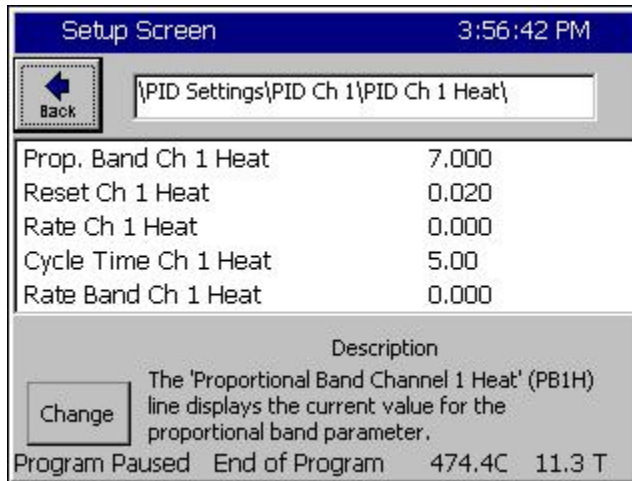 Setup Screen 3:56:42 PM
Back \PID Settings\PID Ch 1\PID Ch 1 Heat\
Prop. Band Ch 1 Heat 7.000
Reset Ch 1 Heat 0.020
Rate Ch 1 Heat 0.000
Cycle Time Ch 1 Heat 5.00
Rate Band Ch 1 Heat 0.000
Description
The 'Proportional Band Channel 1 Heat' (PB1H)
Change line displays the current value for the
proportional band parameter.
Program Paused End of Program 474.4C 11.3 T